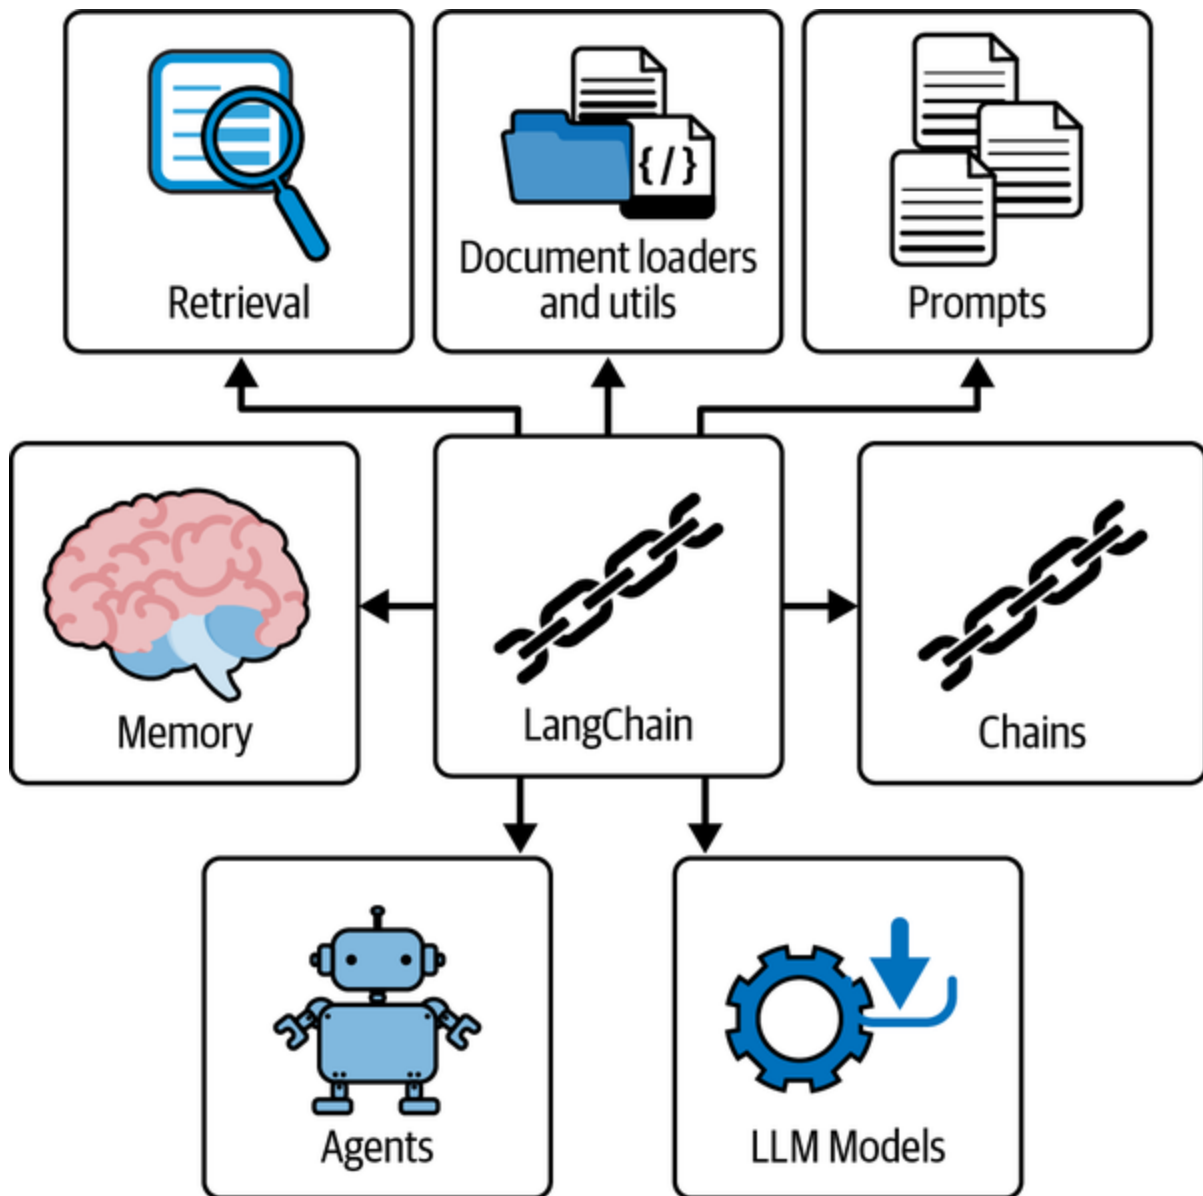 Retrieval
Document loaders
and utils
{/}
Prompts
Memory
LangChain
Chains
Agents
LLM Models